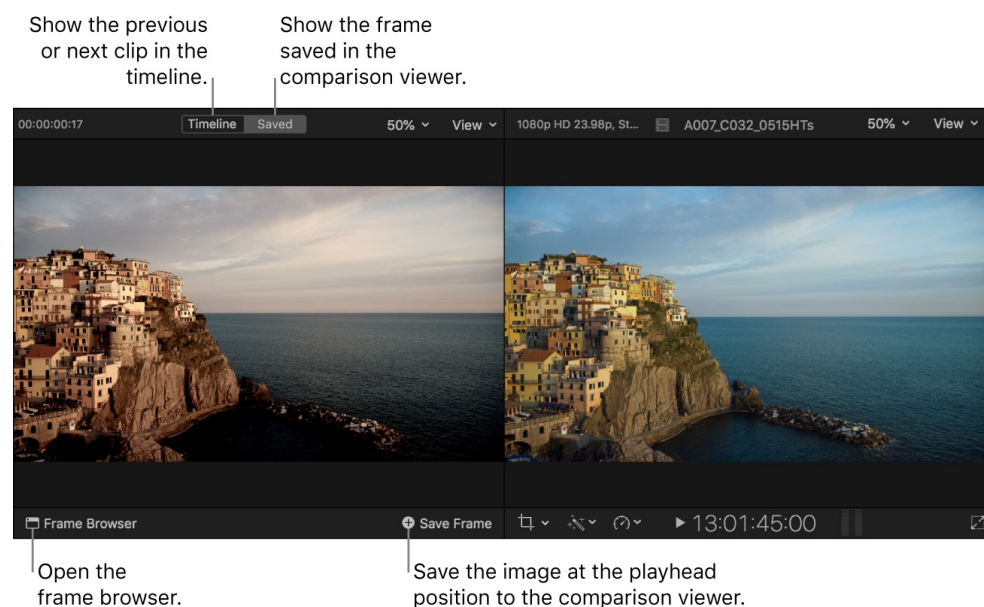 Show the previous
or next clip in the
timeline.
Show the frame
saved in the
comparison viewer.
00:00:00:17
Timeline
Saved
50%
View
1080p HD 23.98p, St...
A007_C032_0515HTs
50%
View
Frame Browser
Save Frame
13:01:45:00
Open the
frame browser.
Save the image at the playhead
position to the comparison viewer.